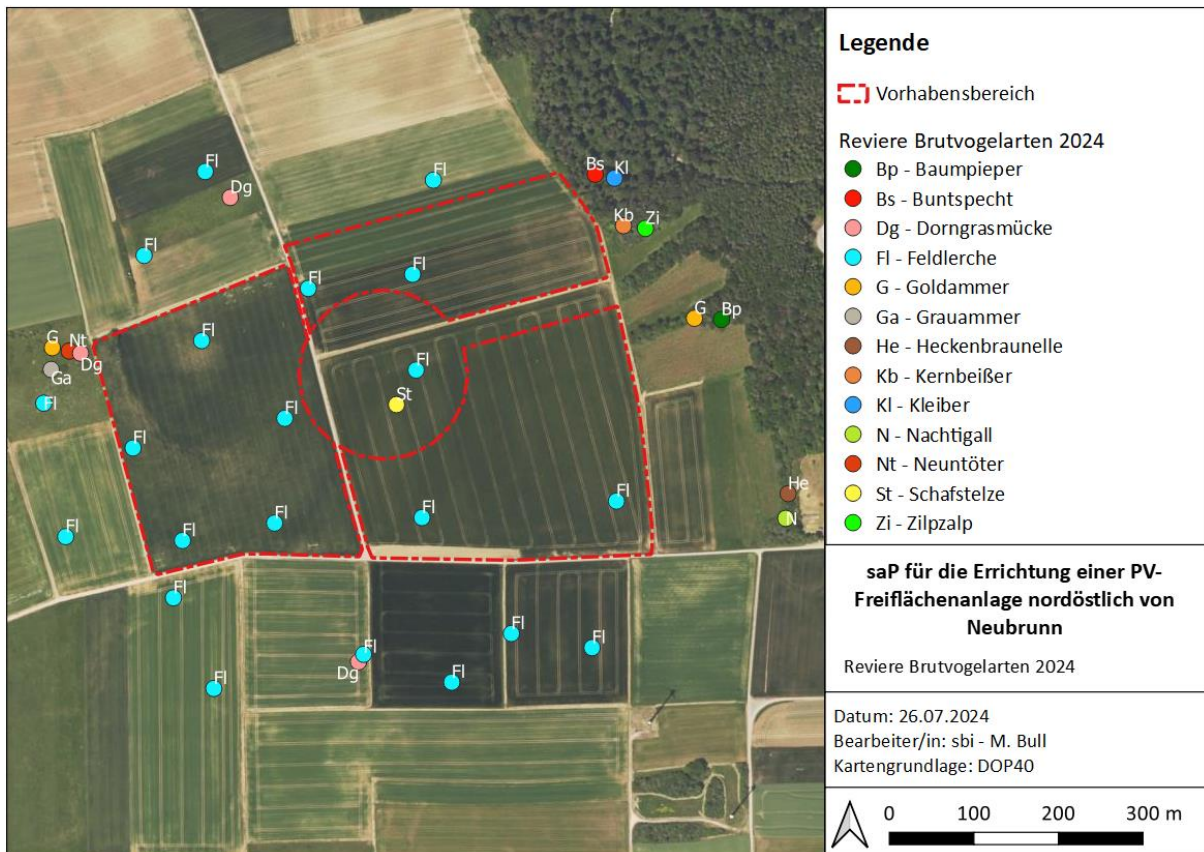 Fl
Dg
Fl
Bs
Kl
Fl
Kb
Zi
Fl
Fl
G
Bp
Fl
G
Nt
Dg
Ga
Fl
Fl
St
Fl
Fl
Fl
Fl
He
N
Fl
Fl
Fl
Fl
Fl
Fl
Dg
Fl
Fl
Fl
Fl
Legende
Vorhabensbereich
Reviere Brutvogelarten 2024
Bp - Baumpieper
Bs - Buntspecht
Dg - Dorngrasmücke
Fl - Feldlerche
G - Goldammer
Ga - Grauammer
He - Heckenbraunelle
Kb - Kernbeißer
Kl - Kleiber
N - Nachtigall
Nt - Neuntöter
St - Schafstelze
Zi - Zilpzalp
saP für die Errichtung einer PV-
Freiflächenanlage nordöstlich von
Neubrunn
Reviere Brutvogelarten 2024
Datum: 26.07.2024
Bearbeiter/in: sbi - M. Bull
Kartengrundlage: DOP40
0 100 200 300 m